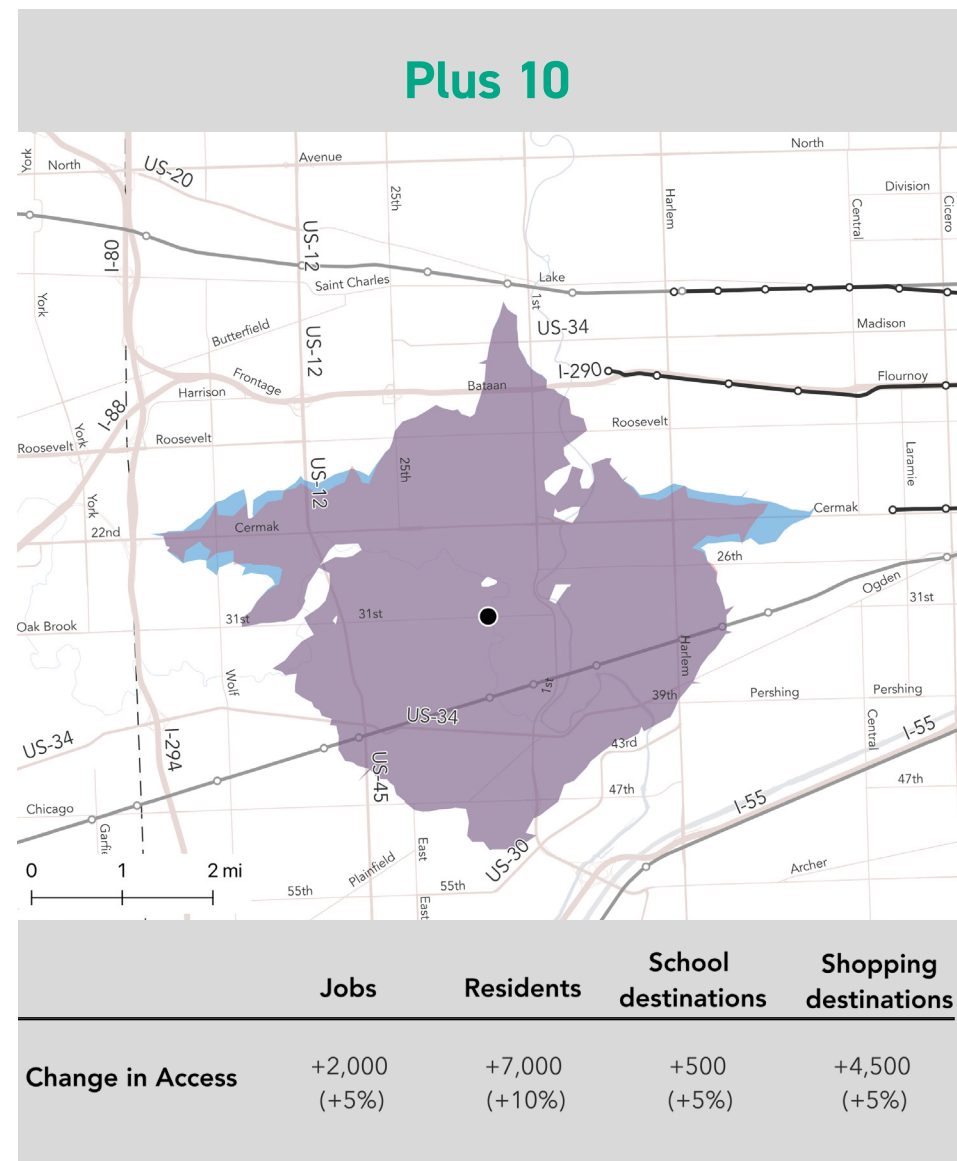 Plus 10
York
North
US-20
Avenue
North
25th
Harlem
Division
Central
Cicero
I-80
US-12
Saint Charles
Lake
1st
York
Butterfield
US-12
US-34
Madison
Frontage
Harrison
Bataan
I-290
Flournoy
I-88
Roosevelt
York
Roosevelt
Roosevelt
25th
US-12
Laramie
York
22nd
Cermak
Cermak
26th
Ogden
31st
Oak Brook
31st
31st
Harlem
Wolf
1st
39th
Pershing
Pershing
US-34
Central
US-34
I-294
43rd
I-55
US-45
47th
47th
I-55
Chicago
Garfie
East
US-30
Plainfield
Archer
0 1 2 mi
55th
55th
East
Jobs
Residents
School
destinations
Shopping
destinations
Change in Access
+2,000
(+5%)
+7,000
(+10%)
+500
(+5%)
+4,500
(+5%)